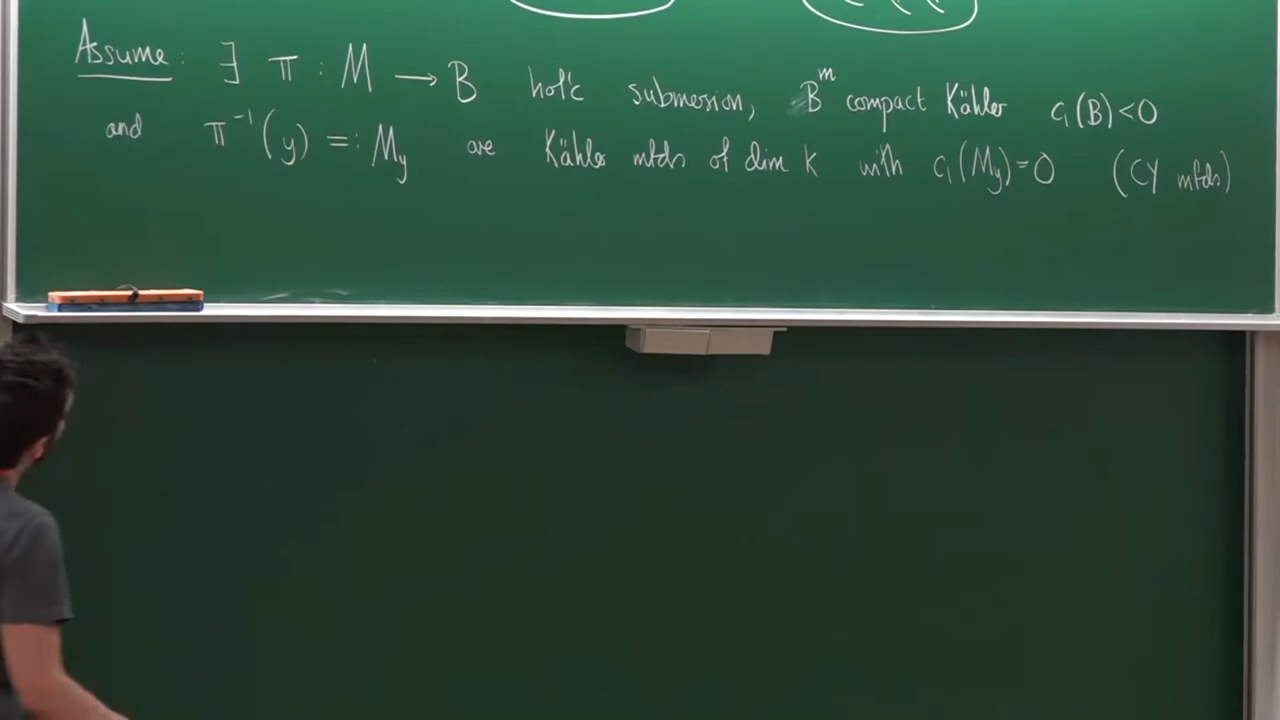 Assume: ∃ π : M → B hol'c submersion, Bᵐ compact Kähler c₁(B)<0
and π⁻¹(y) =: M_y are Kähler mfds of dim k with c₁(M_y)=0 (CY mfds)